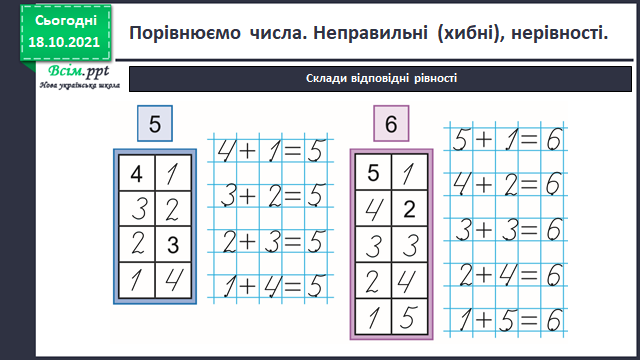 Сьогодні
18.10.2021
Порівнюємо числа. Неправильні (хибні), нерівності.
Всім.ppt
Нова українська школа
Склади відповідні рівності
5
4 1
3 2
2 3
1 4
4 + 1 = 5
3 + 2 = 5
2 + 3 = 5
1 + 4 = 5
6
5 1
4 2
3 3
2 4
1 5
5 + 1 = 6
4 + 2 = 6
3 + 3 = 6
2 + 4 = 6
1 + 5 = 6